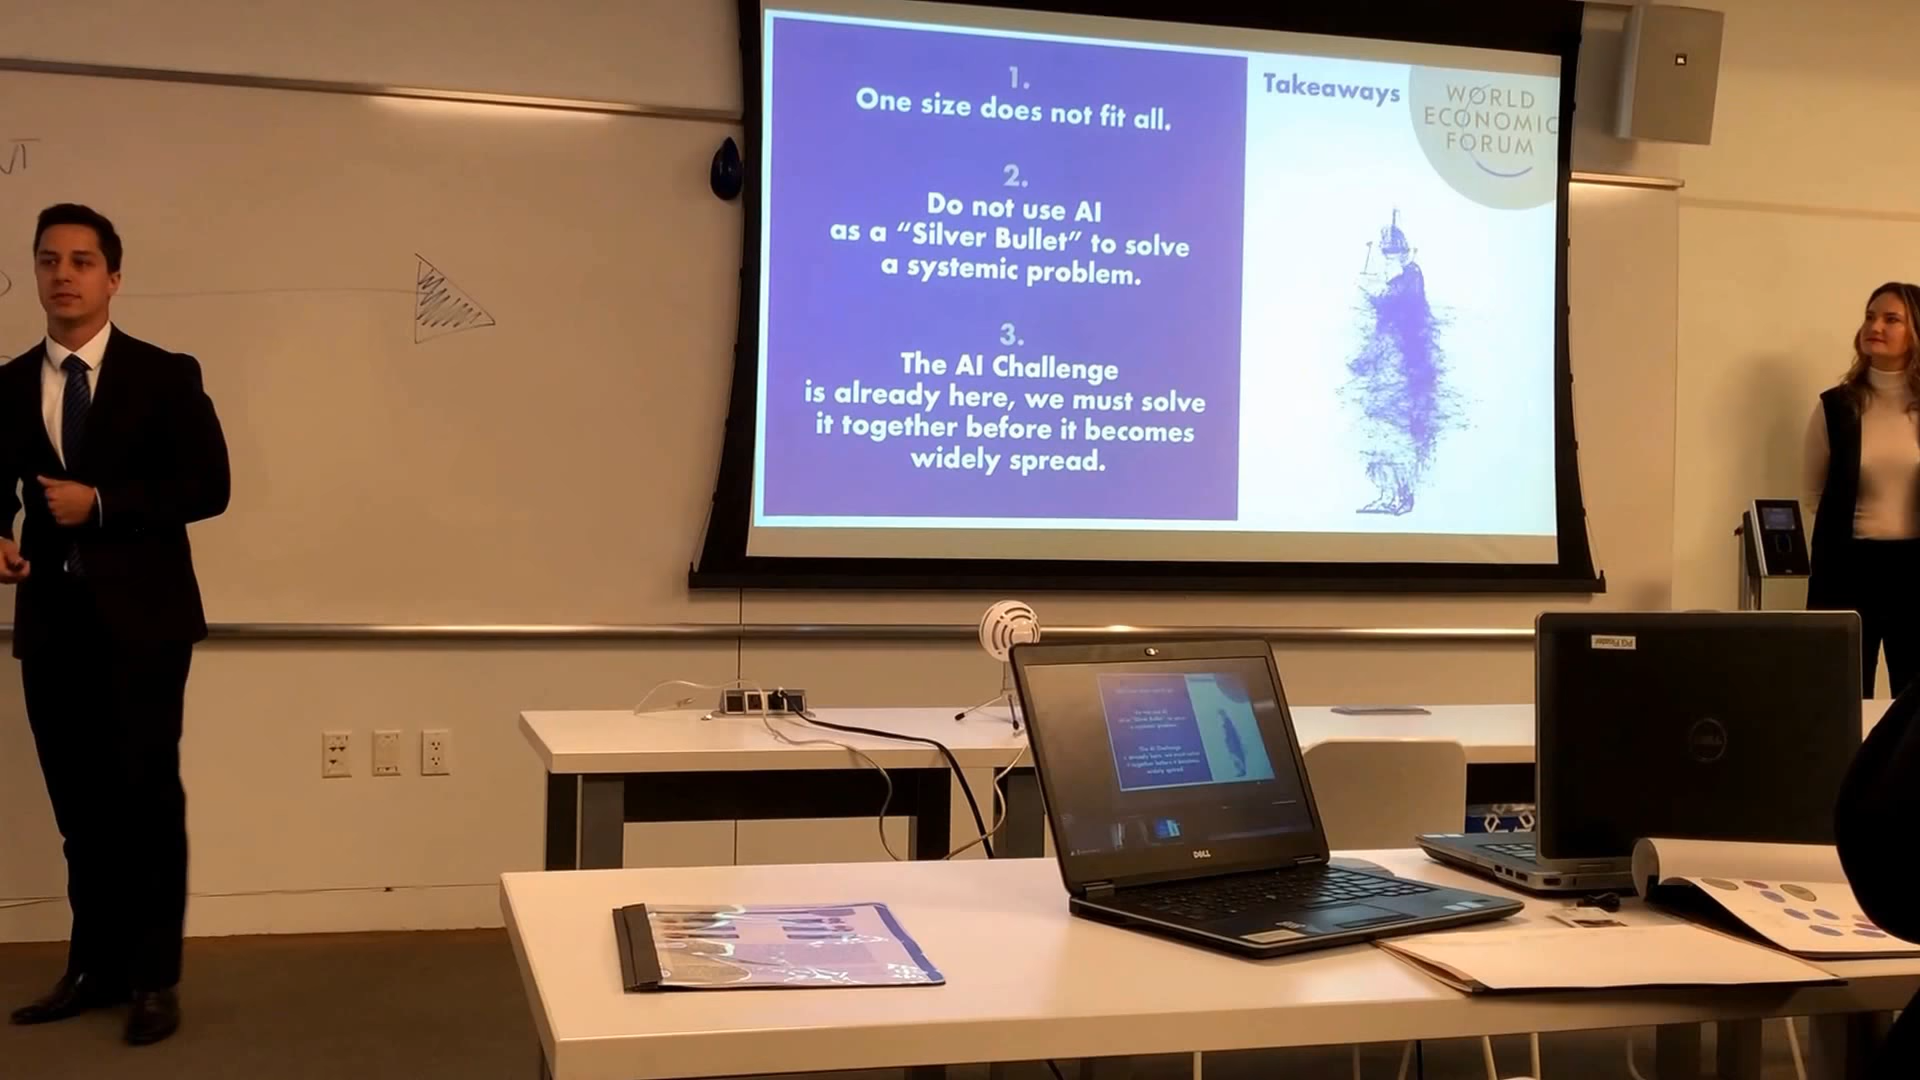 1.
One size does not fit all.
2.
Do not use AI
as a “Silver Bullet” to solve
a systemic problem.
3.
The AI Challenge
is already here, we must solve
it together before it becomes
widely spread.
Takeaways
WORLD
ECONOMIC
FORUM
DELL
DELL